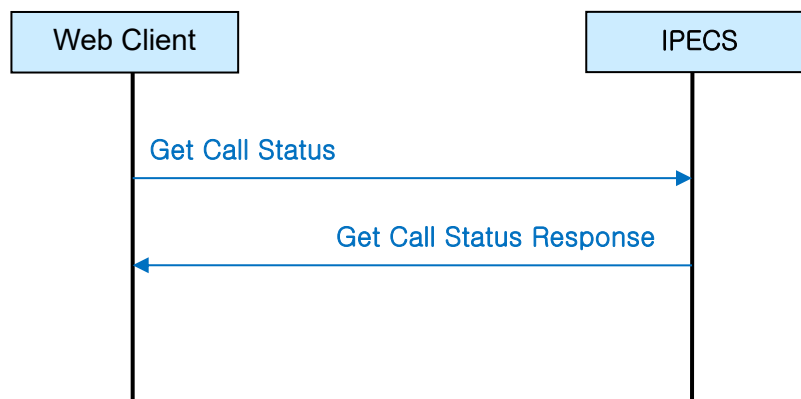 Web Client
IPECS
Get Call Status
Get Call Status Response